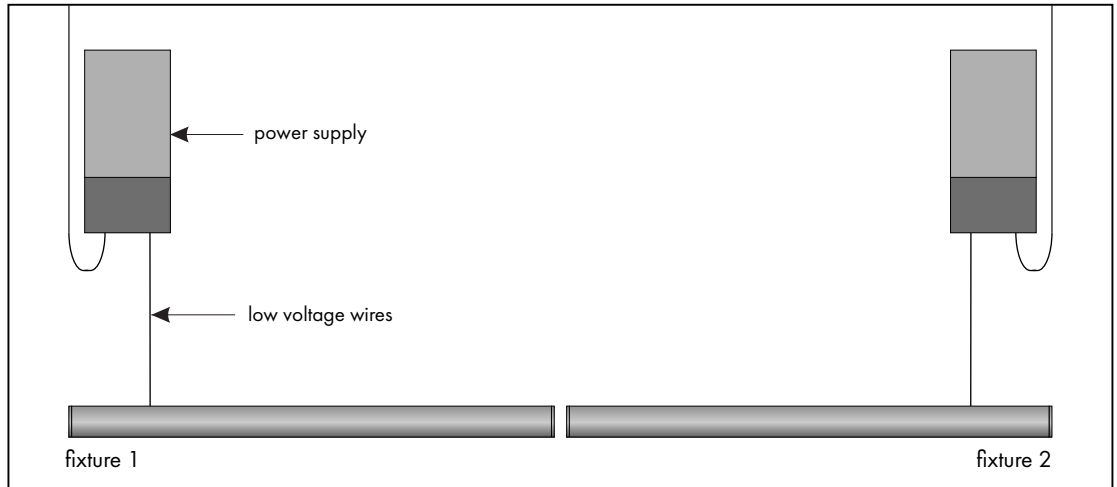 power supply
low voltage wires
fixture 1
fixture 2